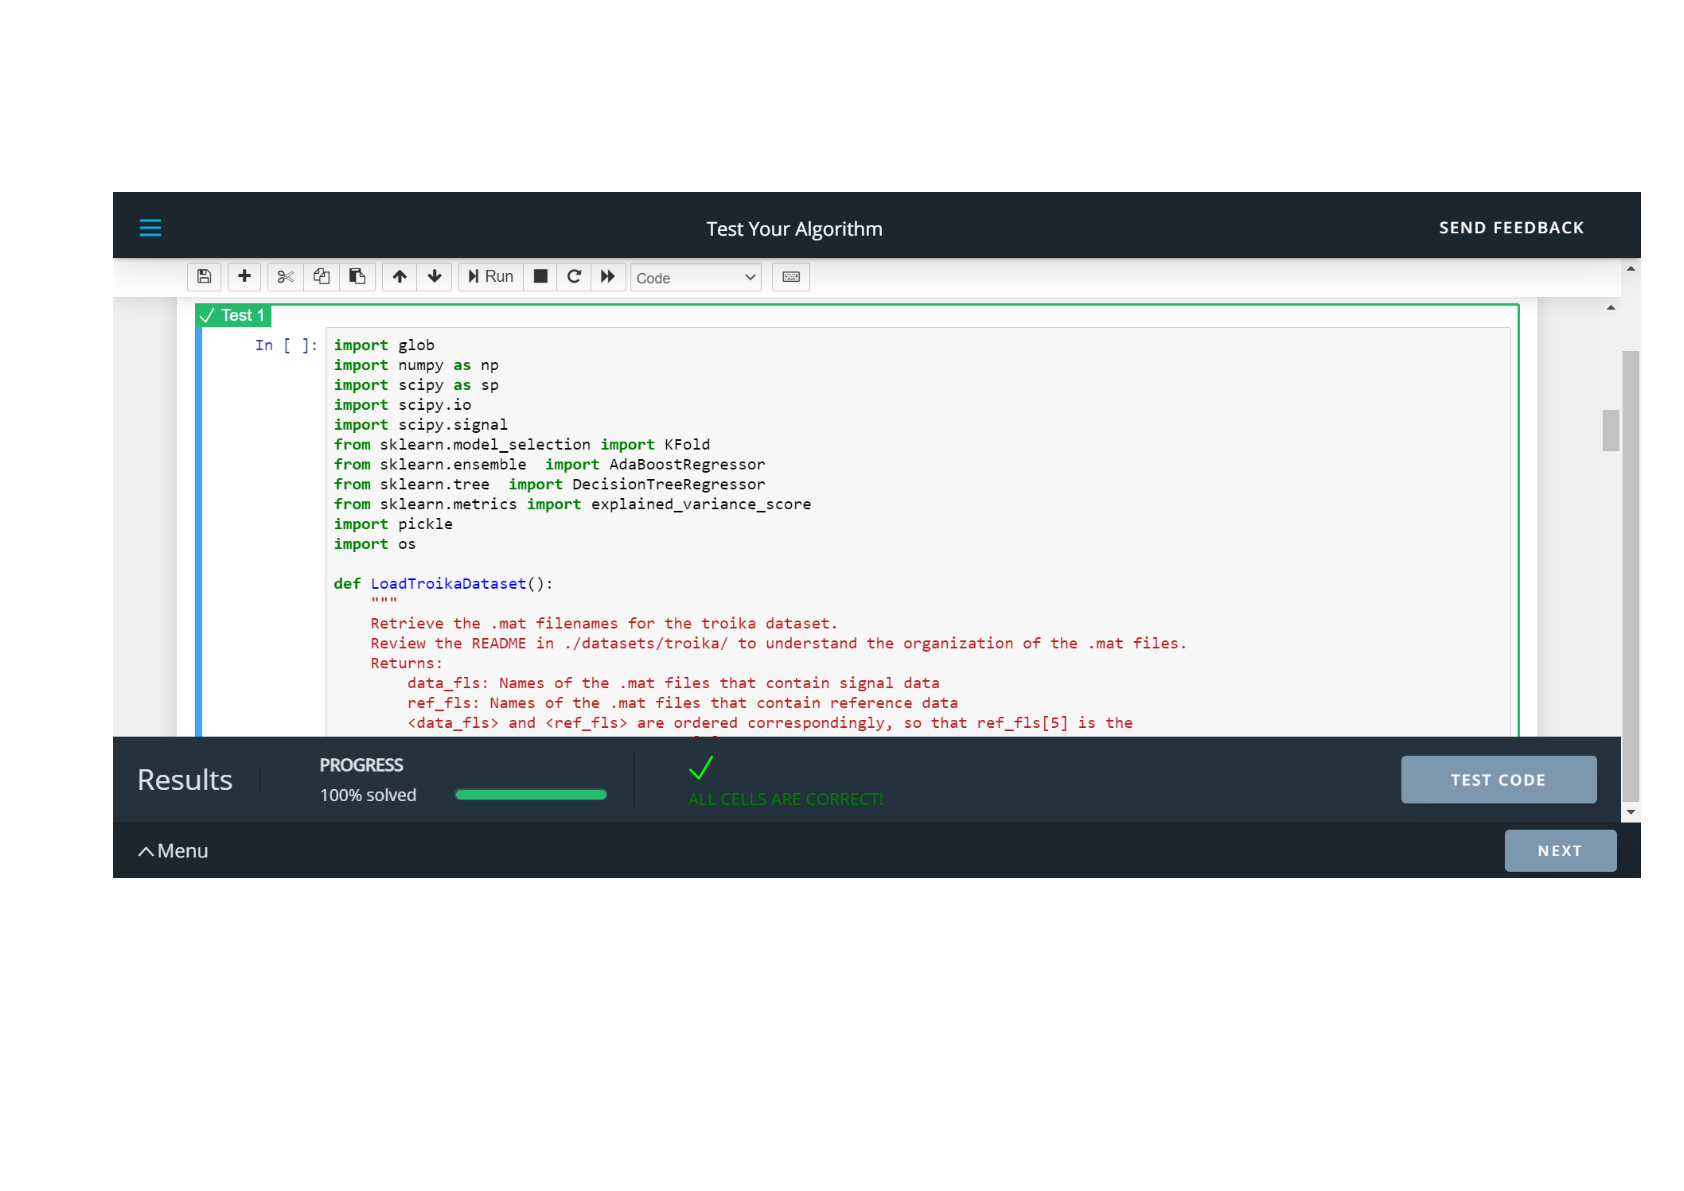 Test Your Algorithm
SEND FEEDBACK
Run
Code
Test 1
In [ ]:
import glob
import numpy as np
import scipy as sp
import scipy.io
import scipy.signal
from sklearn.model_selection import KFold
from sklearn.ensemble  import AdaBoostRegressor
from sklearn.tree  import DecisionTreeRegressor
from sklearn.metrics import explained_variance_score
import pickle
import os
def LoadTroikaDataset():
"""
Retrieve the .mat filenames for the troika dataset.
Review the README in ./datasets/troika/ to understand the organization of the .mat files.
Returns:
data_fls: Names of the .mat files that contain signal data
ref_fls: Names of the .mat files that contain reference data
<data_fls> and <ref_fls> are ordered correspondingly, so that ref_fls[5] is the
Results
PROGRESS
100% solved
ALL CELLS ARE CORRECT!
TEST CODE
Menu
NEXT